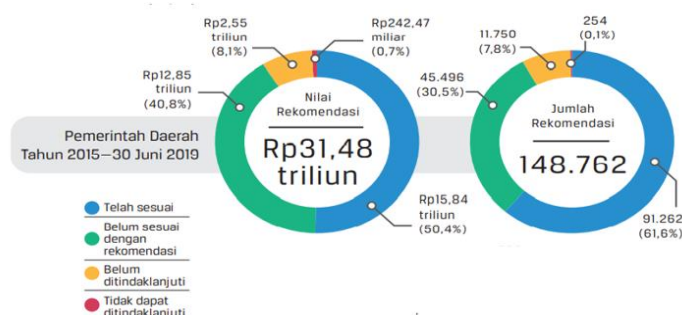 Rp2,55
triliun
(8,1%)
Rp242,47
miliar
(0,7%)
Rp12,85
triliun
(40,8%)
Nilai
Rekomendasi
Rp31,48
triliun
Rp15,84
triliun
(50,4%)
11.750
(7,8%)
254
(0,1%)
45.496
(30,5%)
Jumlah
Rekomendasi
148.762
91.262
(61,6%)
Pemerintah Daerah
Tahun 2015—30 Juni 2019
Telah sesuai
Belum sesuai
dengan
rekomendasi
Belum
ditindaklanjuti
Tidak dapat
ditindaklanjuti